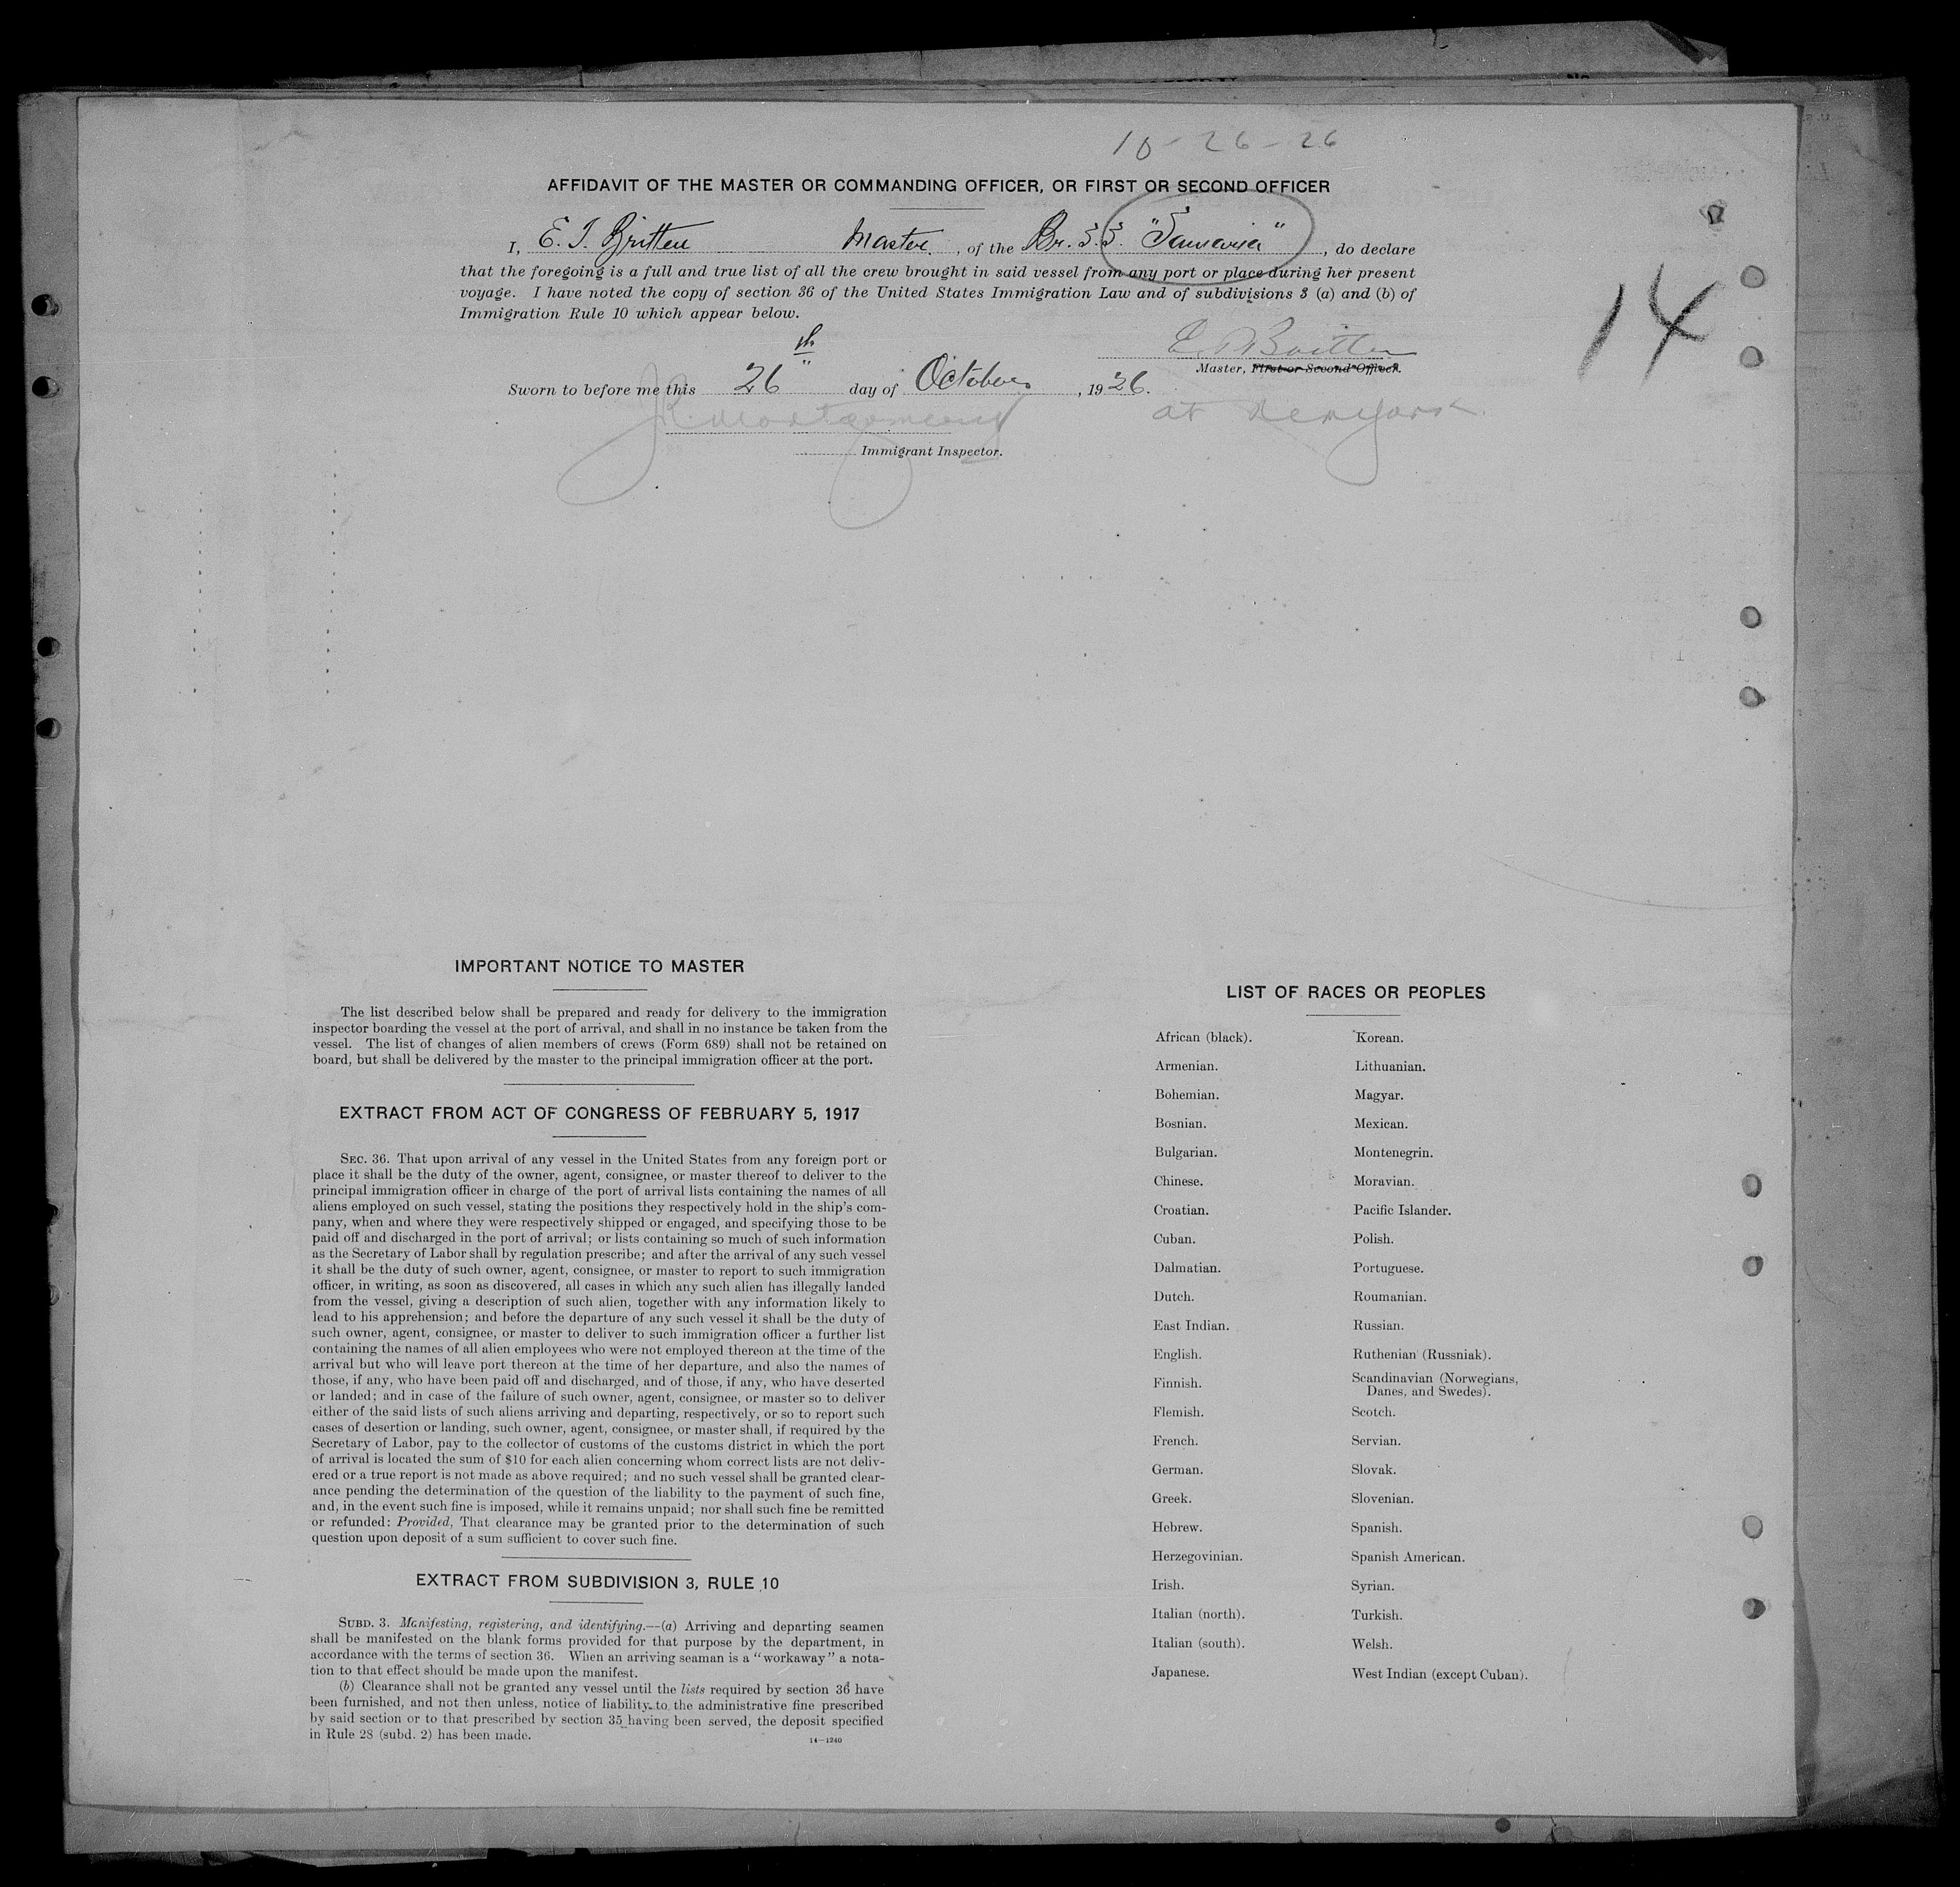 10-26-26
AFFIDAVIT OF THE MASTER OR COMMANDING OFFICER, OR FIRST OR SECOND OFFICER
I, E. T. Britten Master, of the Br. S.S. "Samaria", do declare
that the foregoing is a full and true list of all the crew brought in said vessel from any port or place during her present
voyage. I have noted the copy of section 36 of the United States Immigration Law and of subdivisions 3 (a) and (b) of
Immigration Rule 10 which appear below.
14
E. T. Britten
Master, First or Second Officer.
Sworn to before me this 26th day of October, 1926.
at New York
J R Montgomery
Immigrant Inspector.
IMPORTANT NOTICE TO MASTER
The list described below shall be prepared and ready for delivery to the immigration
inspector boarding the vessel at the port of arrival, and shall in no instance be taken from the
vessel. The list of changes of alien members of crews (Form 689) shall not be retained on
board, but shall be delivered by the master to the principal immigration officer at the port.
EXTRACT FROM ACT OF CONGRESS OF FEBRUARY 5, 1917
SEC. 36. That upon arrival of any vessel in the United States from any foreign port or
place it shall be the duty of the owner, agent, consignee, or master thereof to deliver to the
principal immigration officer in charge of the port of arrival lists containing the names of all
aliens employed on such vessel, stating the positions they respectively hold in the ship's com-
pany, when and where they were respectively shipped or engaged, and specifying those to be
paid off and discharged in the port of arrival; or lists containing so much of such information
as the Secretary of Labor shall by regulation prescribe; and after the arrival of any such vessel
it shall be the duty of such owner, agent, consignee, or master to report to such immigration
officer, in writing, as soon as discovered, all cases in which any such alien has illegally landed
from the vessel, giving a description of such alien, together with any information likely to
lead to his apprehension; and before the departure of any such vessel it shall be the duty of
such owner, agent, consignee, or master to deliver to such immigration officer a further list
containing the names of all alien employees who were not employed thereon at the time of the
arrival but who will leave port thereon at the time of her departure, and also the names of
those, if any, who have been paid off and discharged, and of those, if any, who have deserted
or landed; and in case of the failure of such owner, agent, consignee, or master so to deliver
either of the said lists of such aliens arriving and departing, respectively, or so to report such
cases of desertion or landing, such owner, agent, consignee, or master shall, if required by the
Secretary of Labor, pay to the collector of customs of the customs district in which the port
of arrival is located the sum of $10 for each alien concerning whom correct lists are not deliv-
ered or a true report is not made as above required; and no such vessel shall be granted clear-
ance pending the determination of the question of the liability to the payment of such fine,
and, in the event such fine is imposed, while it remains unpaid; nor shall such fine be remitted
or refunded: Provided, That clearance may be granted prior to the determination of such
question upon deposit of a sum sufficient to cover such fine.
EXTRACT FROM SUBDIVISION 3, RULE 10
SUBD. 3. Manifesting, registering, and identifying.—(a) Arriving and departing seamen
shall be manifested on the blank forms provided for that purpose by the department, in
accordance with the terms of section 36. When an arriving seaman is a "workaway" a nota-
tion to that effect should be made upon the manifest.
(b) Clearance shall not be granted any vessel until the lists required by section 36 have
been furnished, and not then unless, notice of liability to the administrative fine prescribed
by said section or to that prescribed by section 35 having been served, the deposit specified
in Rule 28 (subd. 2) has been made.
14—1240
LIST OF RACES OR PEOPLES
African (black). Korean.
Armenian. Lithuanian.
Bohemian. Magyar.
Bosnian. Mexican.
Bulgarian. Montenegrin.
Chinese. Moravian.
Croatian. Pacific Islander.
Cuban. Polish.
Dalmatian. Portuguese.
Dutch. Roumanian.
East Indian. Russian.
English. Ruthenian (Russniak).
Finnish. Scandinavian (Norwegians,
Danes, and Swedes).
Flemish. Scotch.
French. Servian.
German. Slovak.
Greek. Slovenian.
Hebrew. Spanish.
Herzegovinian. Spanish American.
Irish. Syrian.
Italian (north). Turkish.
Italian (south). Welsh.
Japanese. West Indian (except Cuban).